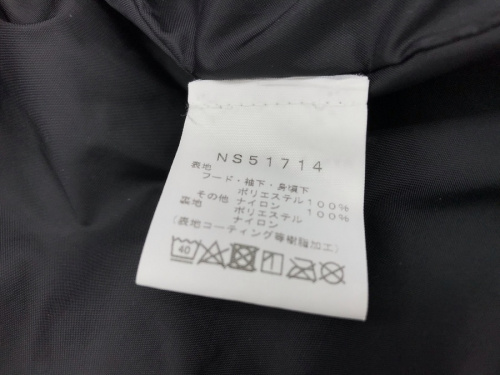 NS51714
表地
フード・袖下・身頃下
ポリエステル100%
その他 ナイロン 100%
裏地 ポリエステル
ナイロン
(表地コーティング等樹脂加工)
40